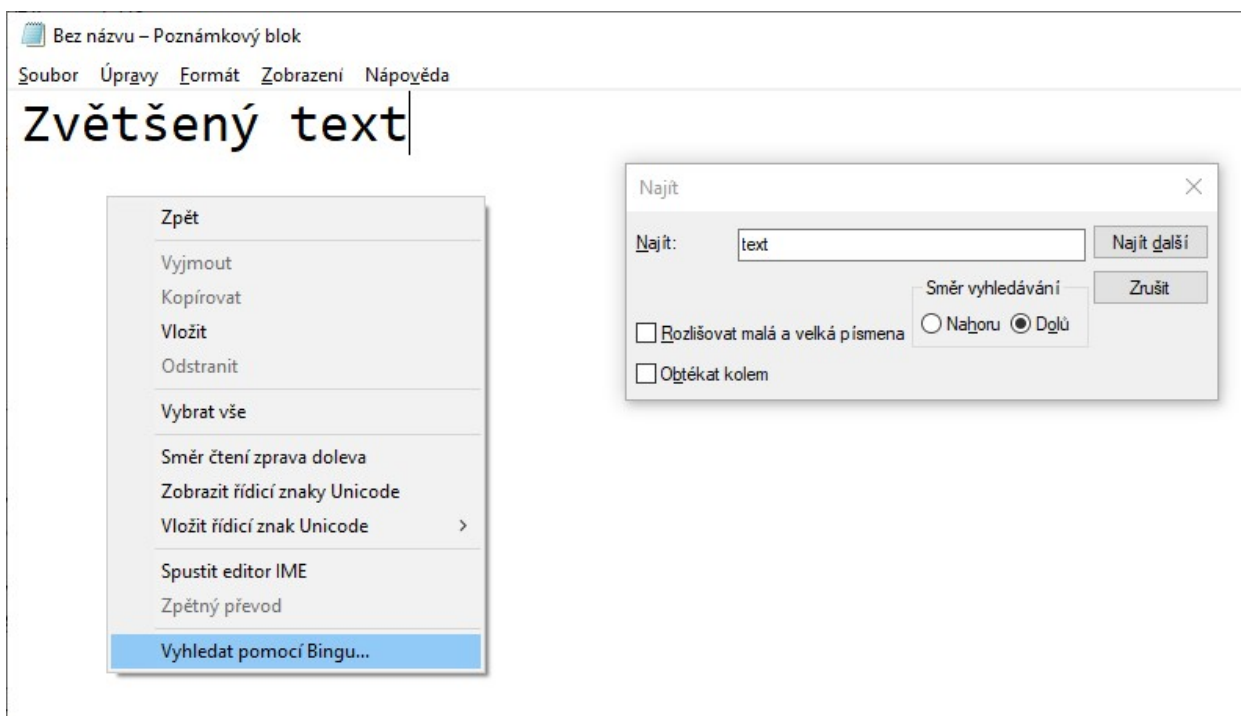 Bez názvu – Poznámkový blok
Soubor Úpravy Formát Zobrazení Nápověda
Zvětšený text
Zpět
Vyjmout
Kopírovat
Vložit
Odstranit
Vybrat vše
Směr čtení zprava doleva
Zobrazit řídicí znaky Unicode
Vložit řídicí znak Unicode
Spustit editor IME
Zpětný převod
Vyhledat pomocí Bingu...
Najít
Najít: text Najít další
Směr vyhledávání Zrušit
Nahoru Dolů
Rozlišovat malá a velká písmena
Obtékat kolem